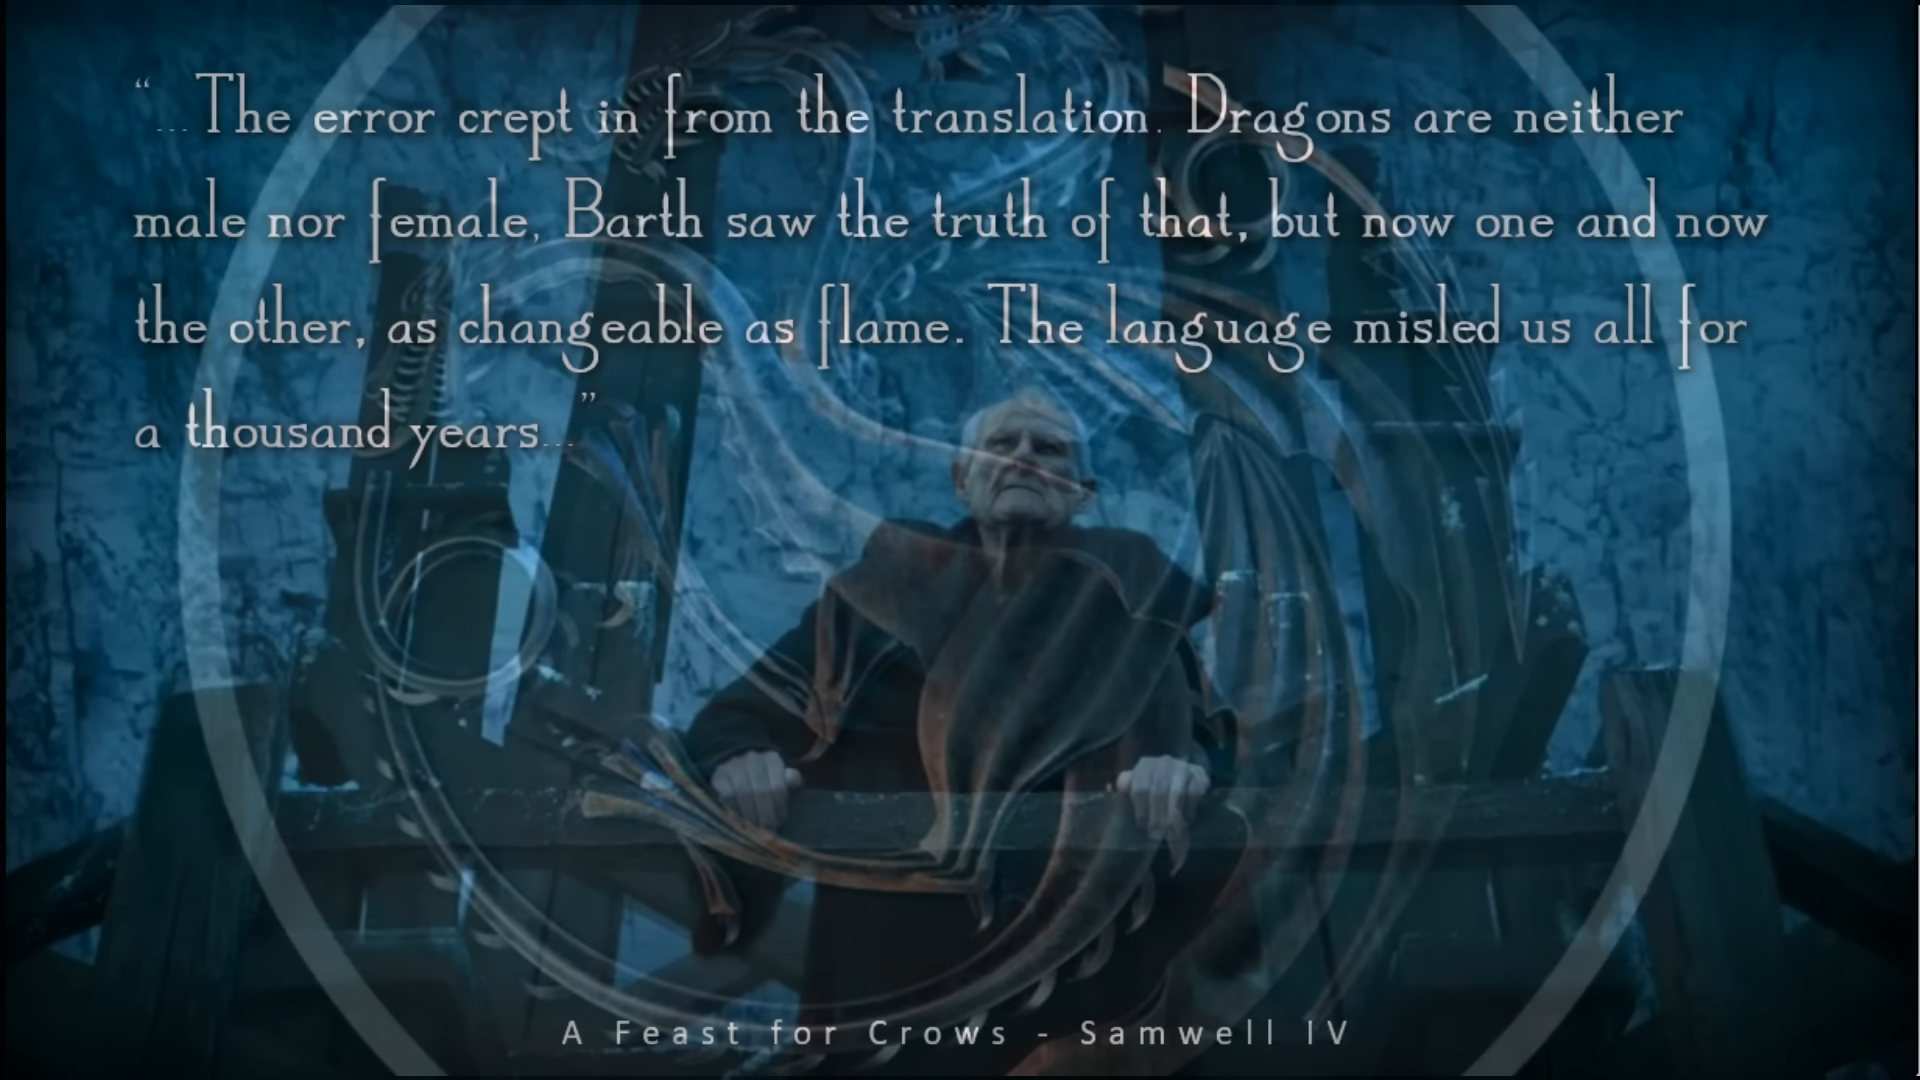 “...The error crept in from the translation. Dragons are neither
male nor female, Barth saw the truth of that, but now one and now
the other, as changeable as flame. The language misled us all for
a thousand years...”
A Feast for Crows - Samwell IV